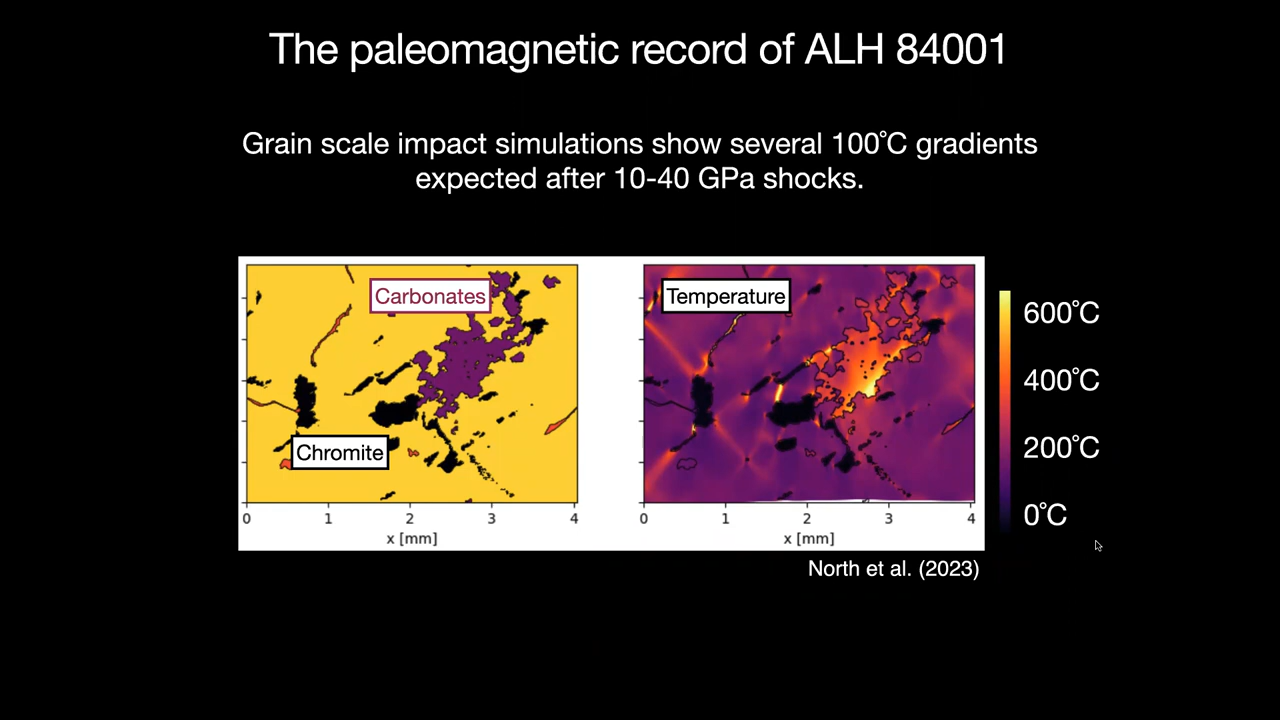 The paleomagnetic record of ALH 84001
Grain scale impact simulations show several 100˚C gradients
expected after 10-40 GPa shocks.
Carbonates
Chromite
0 1 2 3 4
x [mm]
Temperature
0 1 2 3 4
x [mm]
600˚C
400˚C
200˚C
0˚C
North et al. (2023)